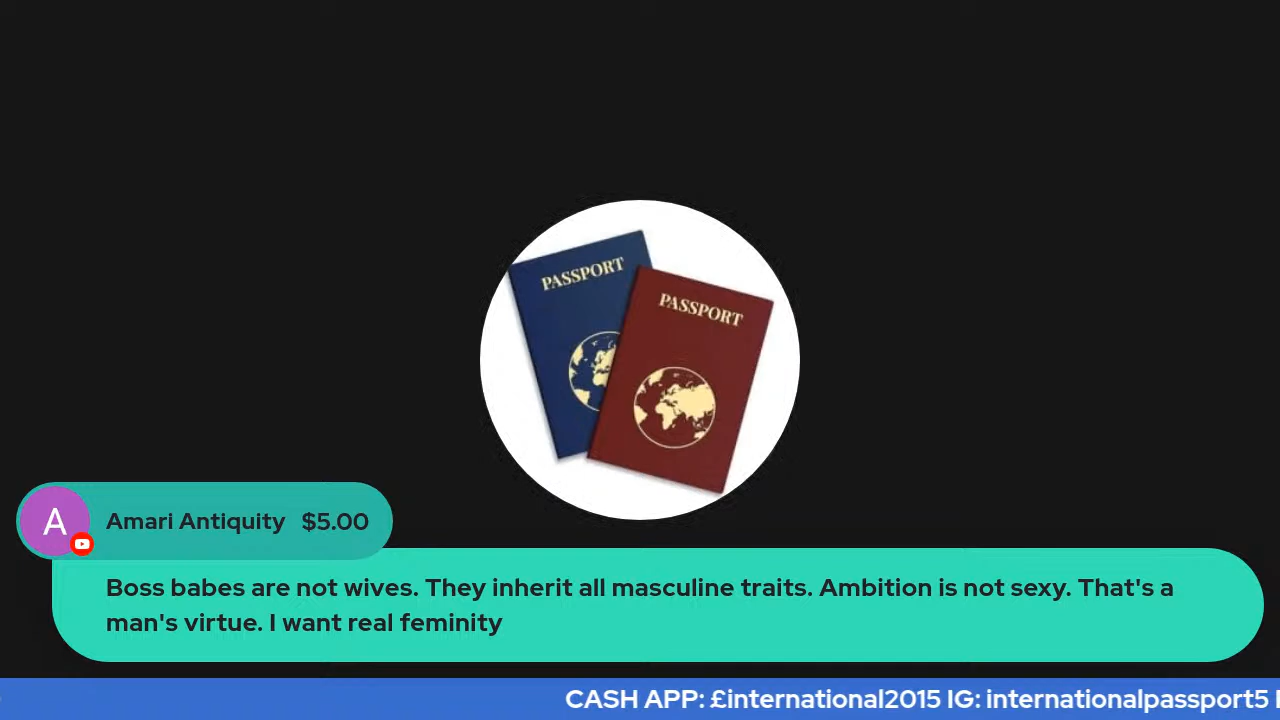 PASSPORT
PASSPORT
A
Amari Antiquity $5.00
Boss babes are not wives. They inherit all masculine traits. Ambition is not sexy. That's a
man's virtue. I want real feminity
CASH APP: £international2015 IG: internationalpassport5